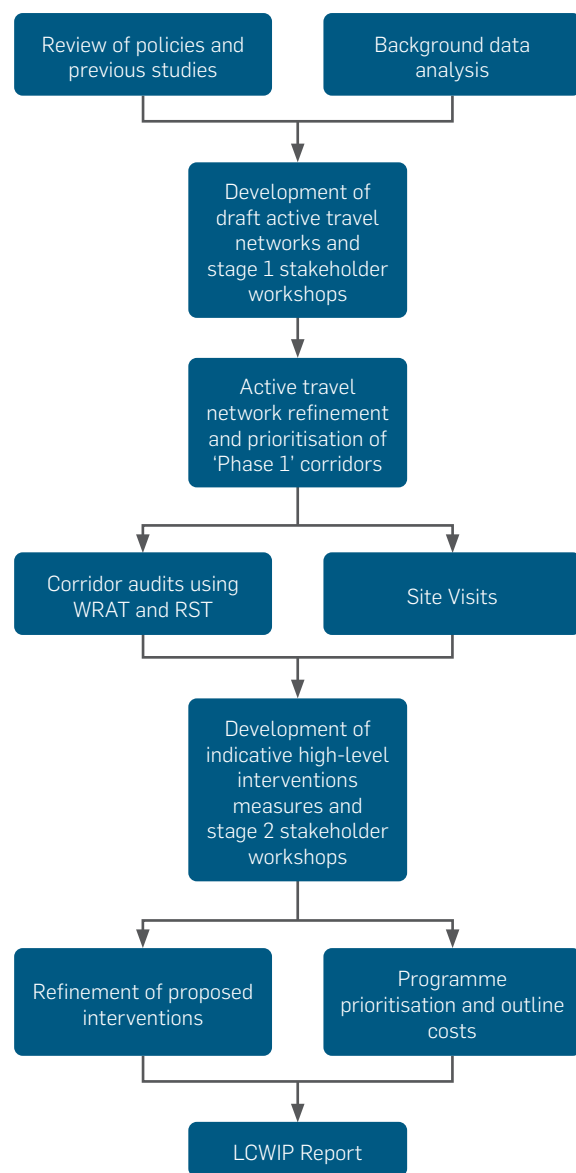 Review of policies and
previous studies
Background data
analysis
Development of
draft active travel
networks and
stage 1 stakeholder
workshops
Active travel
network refinement
and prioritisation of
‘Phase 1’ corridors
Corridor audits using
WRAT and RST
Site Visits
Development of
indicative high-level
interventions
measures and
stage 2 stakeholder
workshops
Refinement of proposed
interventions
Programme
prioritisation and outline
costs
LCWIP Report